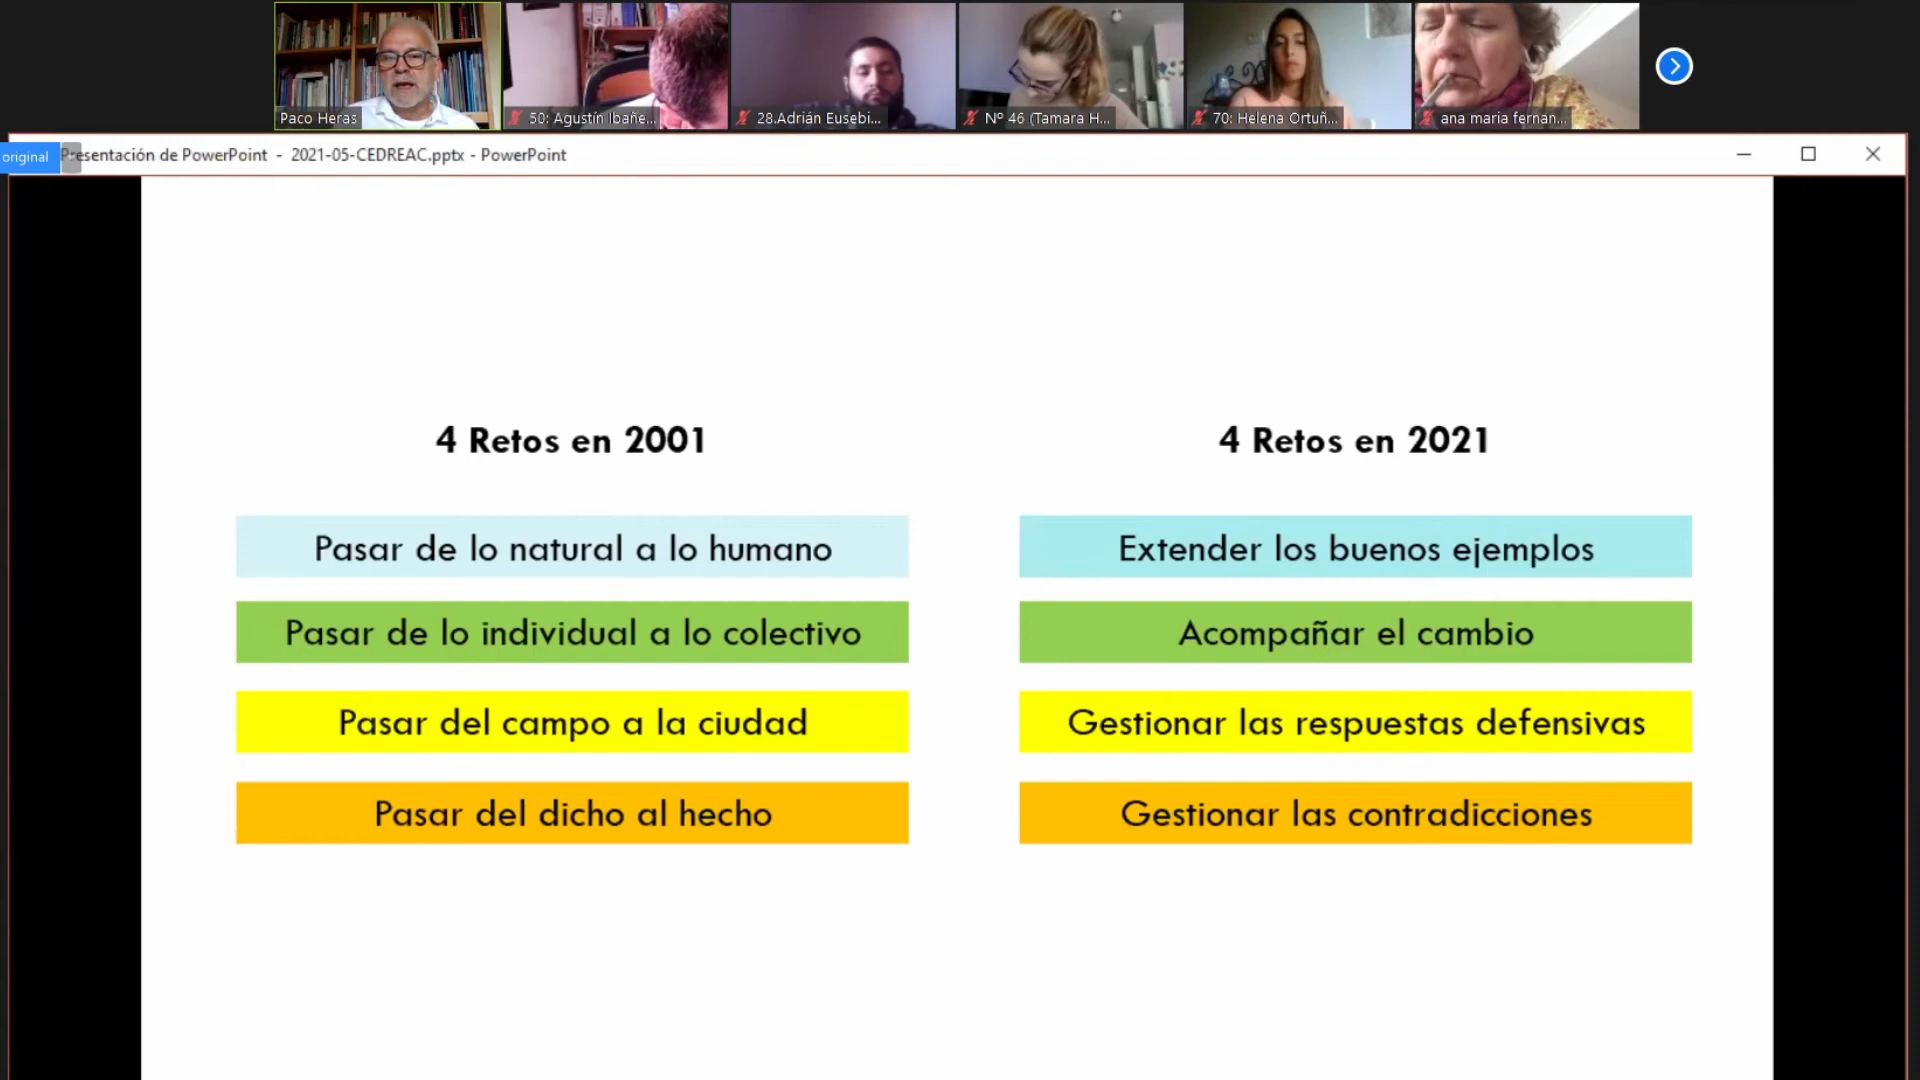 Paco Heras
50: Agustín Ibañe...
28.Adrián Eusebi...
Nº 46 (Tamara H...
70: Helena Ortuñ...
ana maria fernan...
original
Presentación de PowerPoint - 2021-05-CEDREAC.pptx - PowerPoint
4 Retos en 2001
Pasar de lo natural a lo humano
Pasar de lo individual a lo colectivo
Pasar del campo a la ciudad
Pasar del dicho al hecho
4 Retos en 2021
Extender los buenos ejemplos
Acompañar el cambio
Gestionar las respuestas defensivas
Gestionar las contradicciones